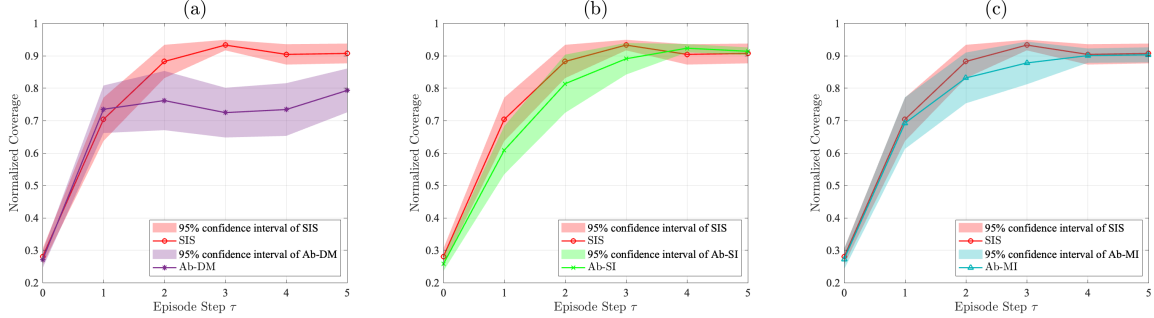 (a)
Normalized Coverage
1
0.9
0.8
0.7
0.6
0.5
0.4
0.3
0.2
0
1
2
3
4
5
Episode Step τ
95% confidence interval of SIS
SIS
95% confidence interval of Ab-DM
Ab-DM
(b)
Normalized Coverage
1
0.9
0.8
0.7
0.6
0.5
0.4
0.3
0.2
0
1
2
3
4
5
Episode Step τ
95% confidence interval of SIS
SIS
95% confidence interval of Ab-SI
Ab-SI
(c)
Normalized Coverage
1
0.9
0.8
0.7
0.6
0.5
0.4
0.3
0.2
0
1
2
3
4
5
Episode Step τ
95% confidence interval of SIS
SIS
95% confidence interval of Ab-MI
Ab-MI